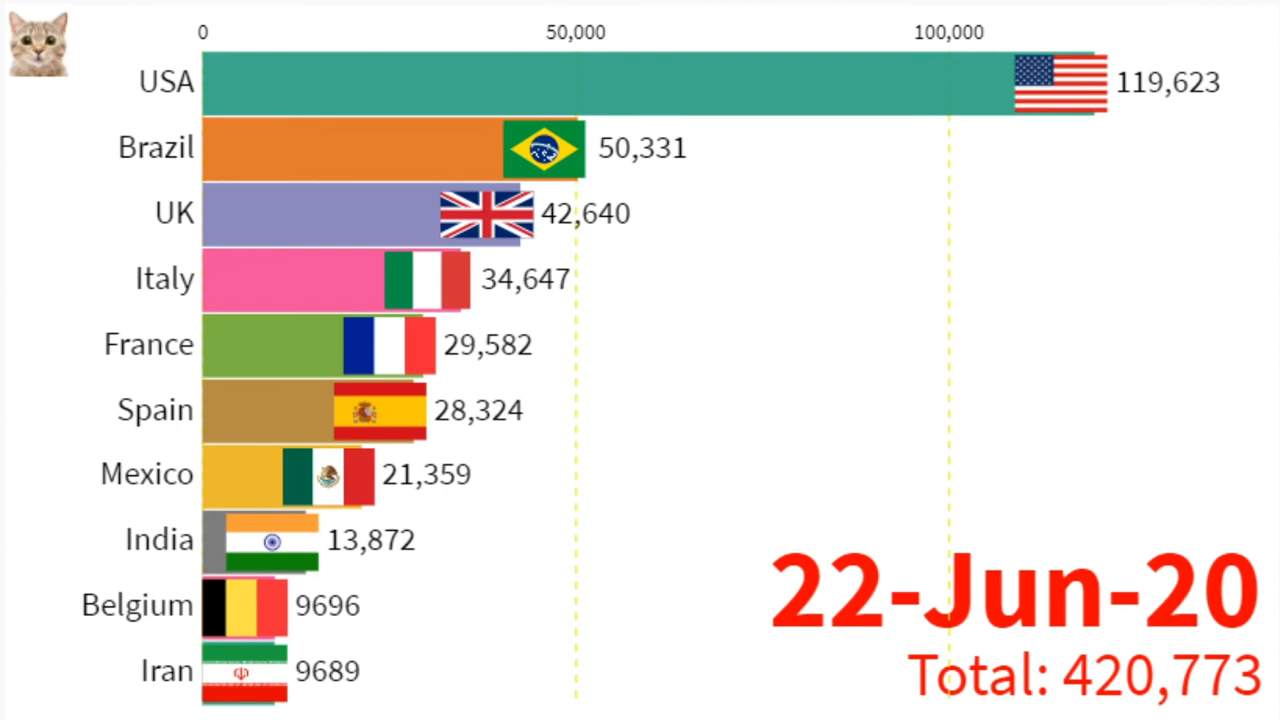 0 50,000 100,000
USA 119,623
Brazil 50,331
UK 42,640
Italy 34,647
France 29,582
Spain 28,324
Mexico 21,359
India 13,872
Belgium 9696
Iran 9689
22-Jun-20
Total: 420,773